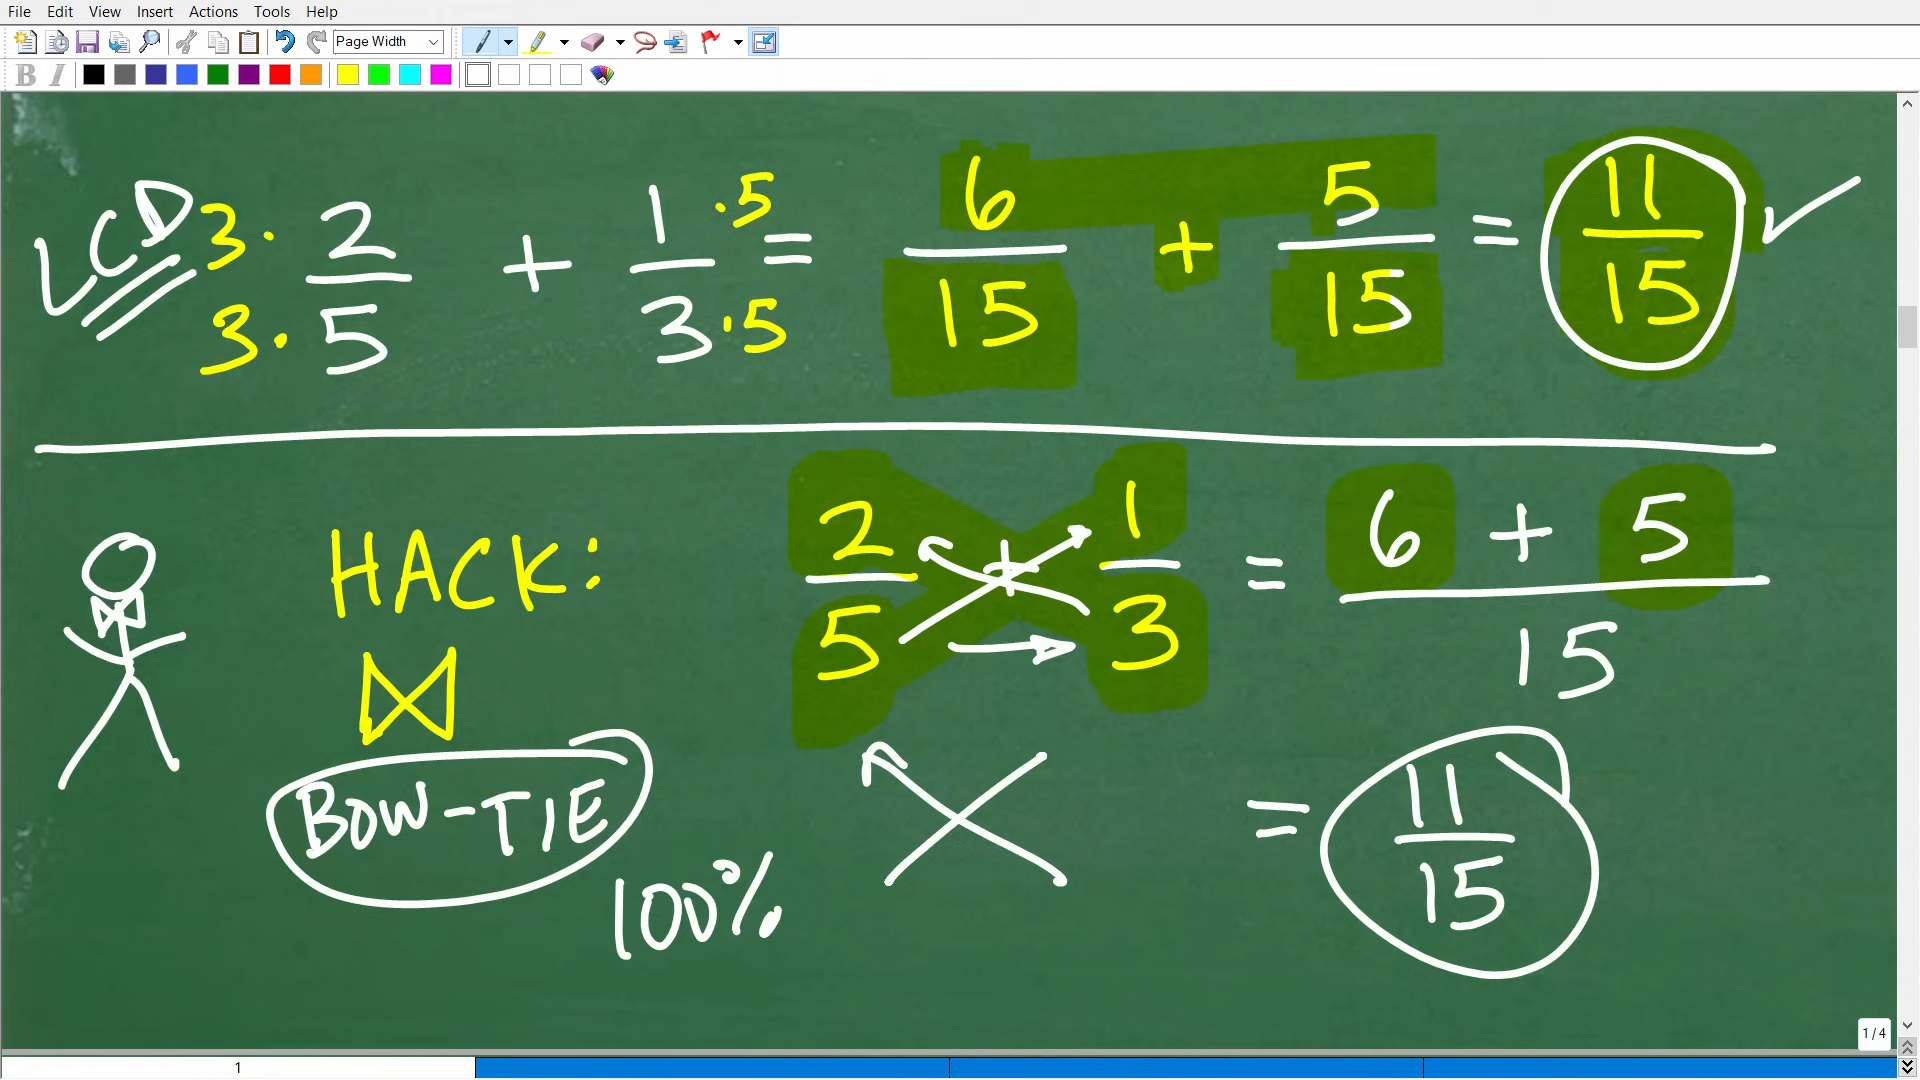 File Edit View Insert Actions Tools Help
Page Width
B I
LCD 3· 2/5 + 1/3 ·5 = 6/15 + 5/15 = 11/15
3· ·5
HACK: 2/5 + 1/3 = 6 + 5 / 15
BOW-TIE
= 11/15
100%
1 / 4
1